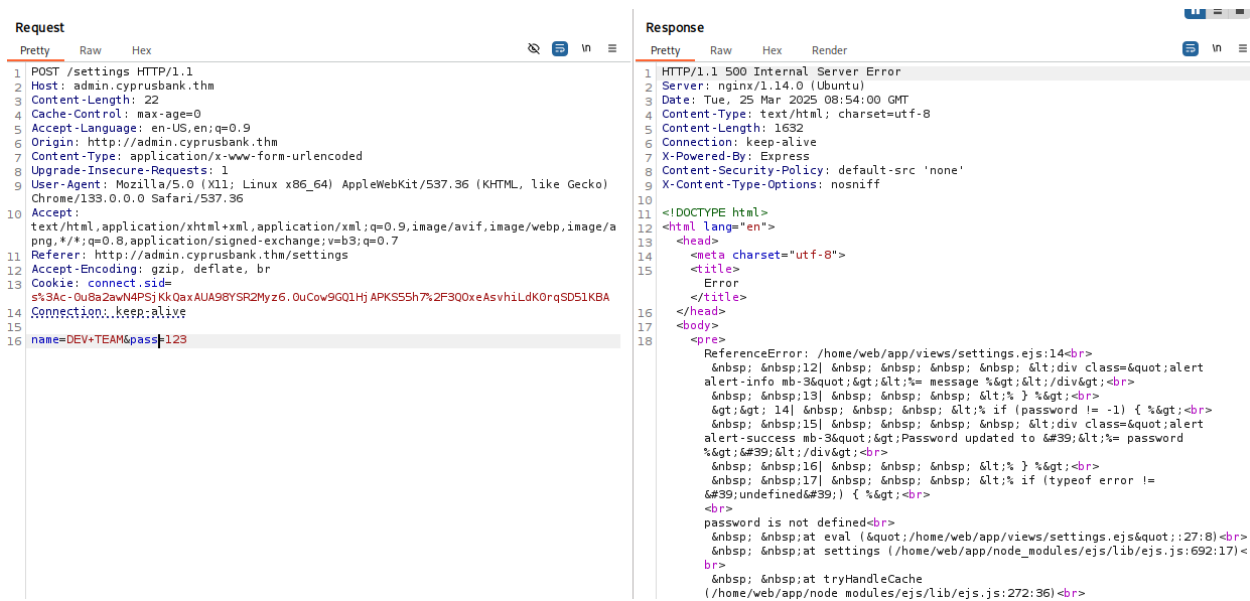 Request
Pretty Raw Hex \n
1 POST /settings HTTP/1.1
2 Host: admin.cyprusbank.thm
3 Content-Length: 22
4 Cache-Control: max-age=0
5 Accept-Language: en-US,en;q=0.9
6 Origin: http://admin.cyprusbank.thm
7 Content-Type: application/x-www-form-urlencoded
8 Upgrade-Insecure-Requests: 1
9 User-Agent: Mozilla/5.0 (X11; Linux x86_64) AppleWebKit/537.36 (KHTML, like Gecko)
Chrome/133.0.0.0 Safari/537.36
10 Accept:
text/html,application/xhtml+xml,application/xml;q=0.9,image/avif,image/webp,image/a
png,*/*;q=0.8,application/signed-exchange;v=b3;q=0.7
11 Referer: http://admin.cyprusbank.thm/settings
12 Accept-Encoding: gzip, deflate, br
13 Cookie: connect.sid=
s%3Ac-0u8a2awN4PSjKkQaxAUA98YSR2Myz6.0uCow9GQ1HjAPKS55h7%2F3QOxeAsvhiLdK0rqSD51KBA
14 Connection: keep-alive
15
16 name=DEV+TEAM&pass=123
Response
Pretty Raw Hex Render \n
1 HTTP/1.1 500 Internal Server Error
2 Server: nginx/1.14.0 (Ubuntu)
3 Date: Tue, 25 Mar 2025 08:54:00 GMT
4 Content-Type: text/html; charset=utf-8
5 Content-Length: 1632
6 Connection: keep-alive
7 X-Powered-By: Express
8 Content-Security-Policy: default-src 'none'
9 X-Content-Type-Options: nosniff
10
11 <!DOCTYPE html>
12 <html lang="en">
13 <head>
14 <meta charset="utf-8">
15 <title>
Error
</title>
16 </head>
17 <body>
18 <pre>
ReferenceError: /home/web/app/views/settings.ejs:14<br>
&nbsp; &nbsp;12| &nbsp; &nbsp; &nbsp; &nbsp; &lt;div class=&quot;alert
alert-info mb-3&quot;&gt;&lt;%= message %&gt;&lt;/div&gt;<br>
&nbsp; &nbsp;13| &nbsp; &nbsp; &nbsp; &lt;% } %&gt;<br>
&gt;&gt; 14| &nbsp; &nbsp; &nbsp; &lt;% if (password != -1) { %&gt;<br>
&nbsp; &nbsp;15| &nbsp; &nbsp; &nbsp; &nbsp; &lt;div class=&quot;alert
alert-success mb-3&quot;&gt;Password updated to &#39;&lt;%= password
%&gt;&#39;&lt;/div&gt;<br>
&nbsp; &nbsp;16| &nbsp; &nbsp; &nbsp; &lt;% } %&gt;<br>
&nbsp; &nbsp;17| &nbsp; &nbsp; &nbsp; &lt;% if (typeof error !=
&#39;undefined&#39;) { %&gt;<br>
<br>
password is not defined<br>
&nbsp; &nbsp;at eval (&quot;/home/web/app/views/settings.ejs&quot;:27:8)<br>
&nbsp; &nbsp;at settings (/home/web/app/node_modules/ejs/lib/ejs.js:692:17)<
br>
&nbsp; &nbsp;at tryHandleCache
(/home/web/app/node_modules/ejs/lib/ejs.js:272:36)<br>